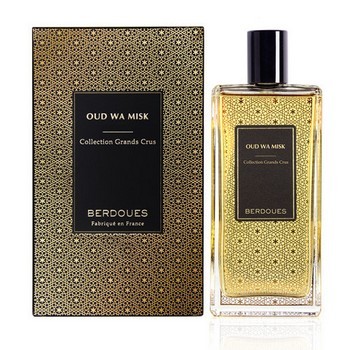 OUD WA MISK
Collection Grands Crus
BERDOUES
Fabriqué en France
OUD WA MISK
Collection Grands Crus
BERDOUES